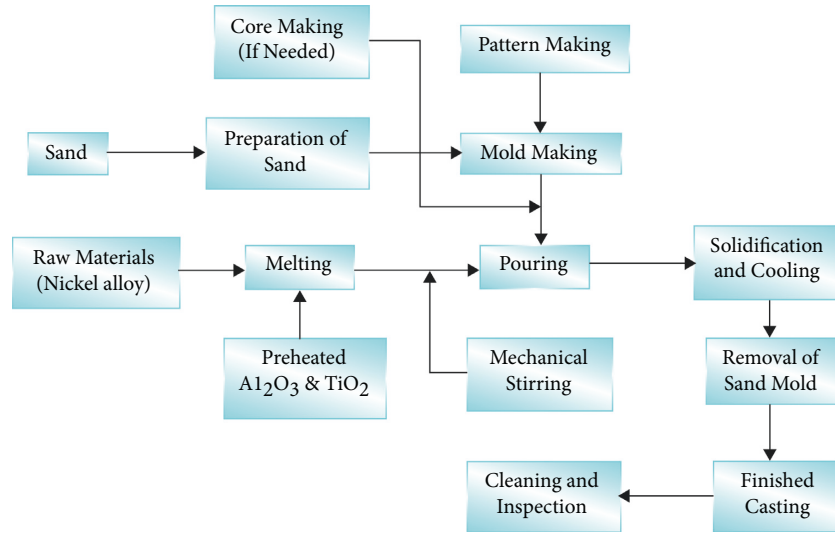 Core Making
(If Needed)
Pattern Making
Sand
Preparation of
Sand
Mold Making
Raw Materials
(Nickel alloy)
Melting
Pouring
Solidification
and Cooling
Preheated
A1₂O₃ & TiO₂
Mechanical
Stirring
Removal of
Sand Mold
Cleaning and
Inspection
Finished
Casting